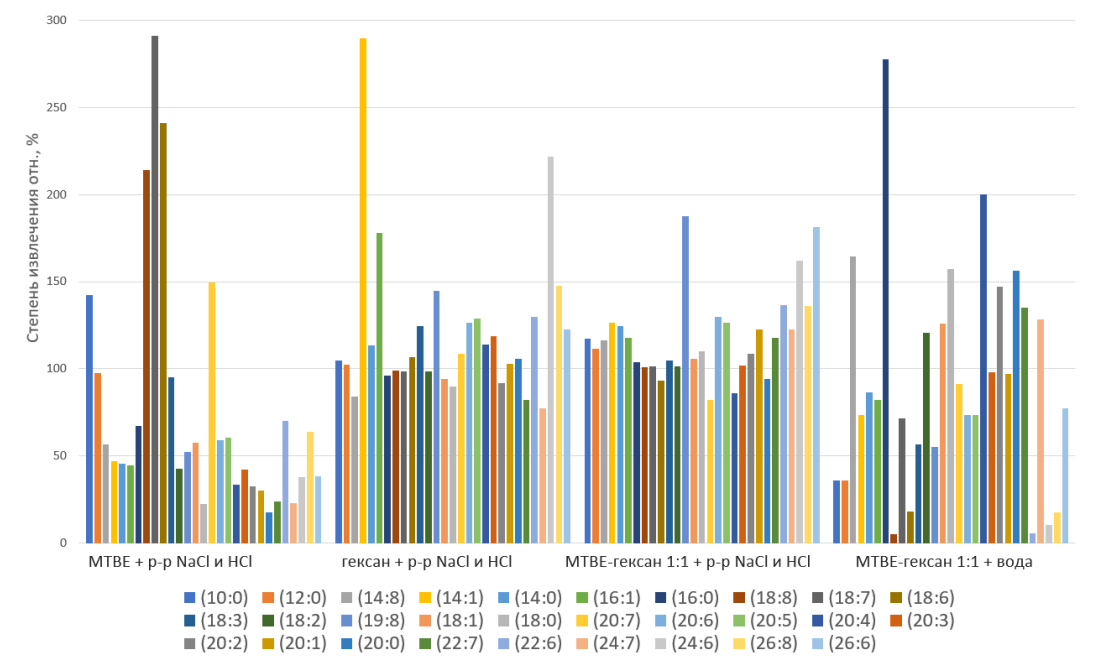 300
250
200
150
100
50
0
Степень извлечения отн., %
МТВЕ + р-р NaCl и HCl
гексан + р-р NaCl и HCl
МТВЕ-гексан 1:1 + р-р NaCl и HCl
МТВЕ-гексан 1:1 + вода
(10:0) (12:0) (14:8) (14:1) (14:0) (16:1) (16:0) (18:8) (18:7) (18:6)
(18:3) (18:2) (19:8) (18:1) (18:0) (20:7) (20:6) (20:5) (20:4) (20:3)
(20:2) (20:1) (20:0) (22:7) (22:6) (24:7) (24:6) (26:8) (26:6)